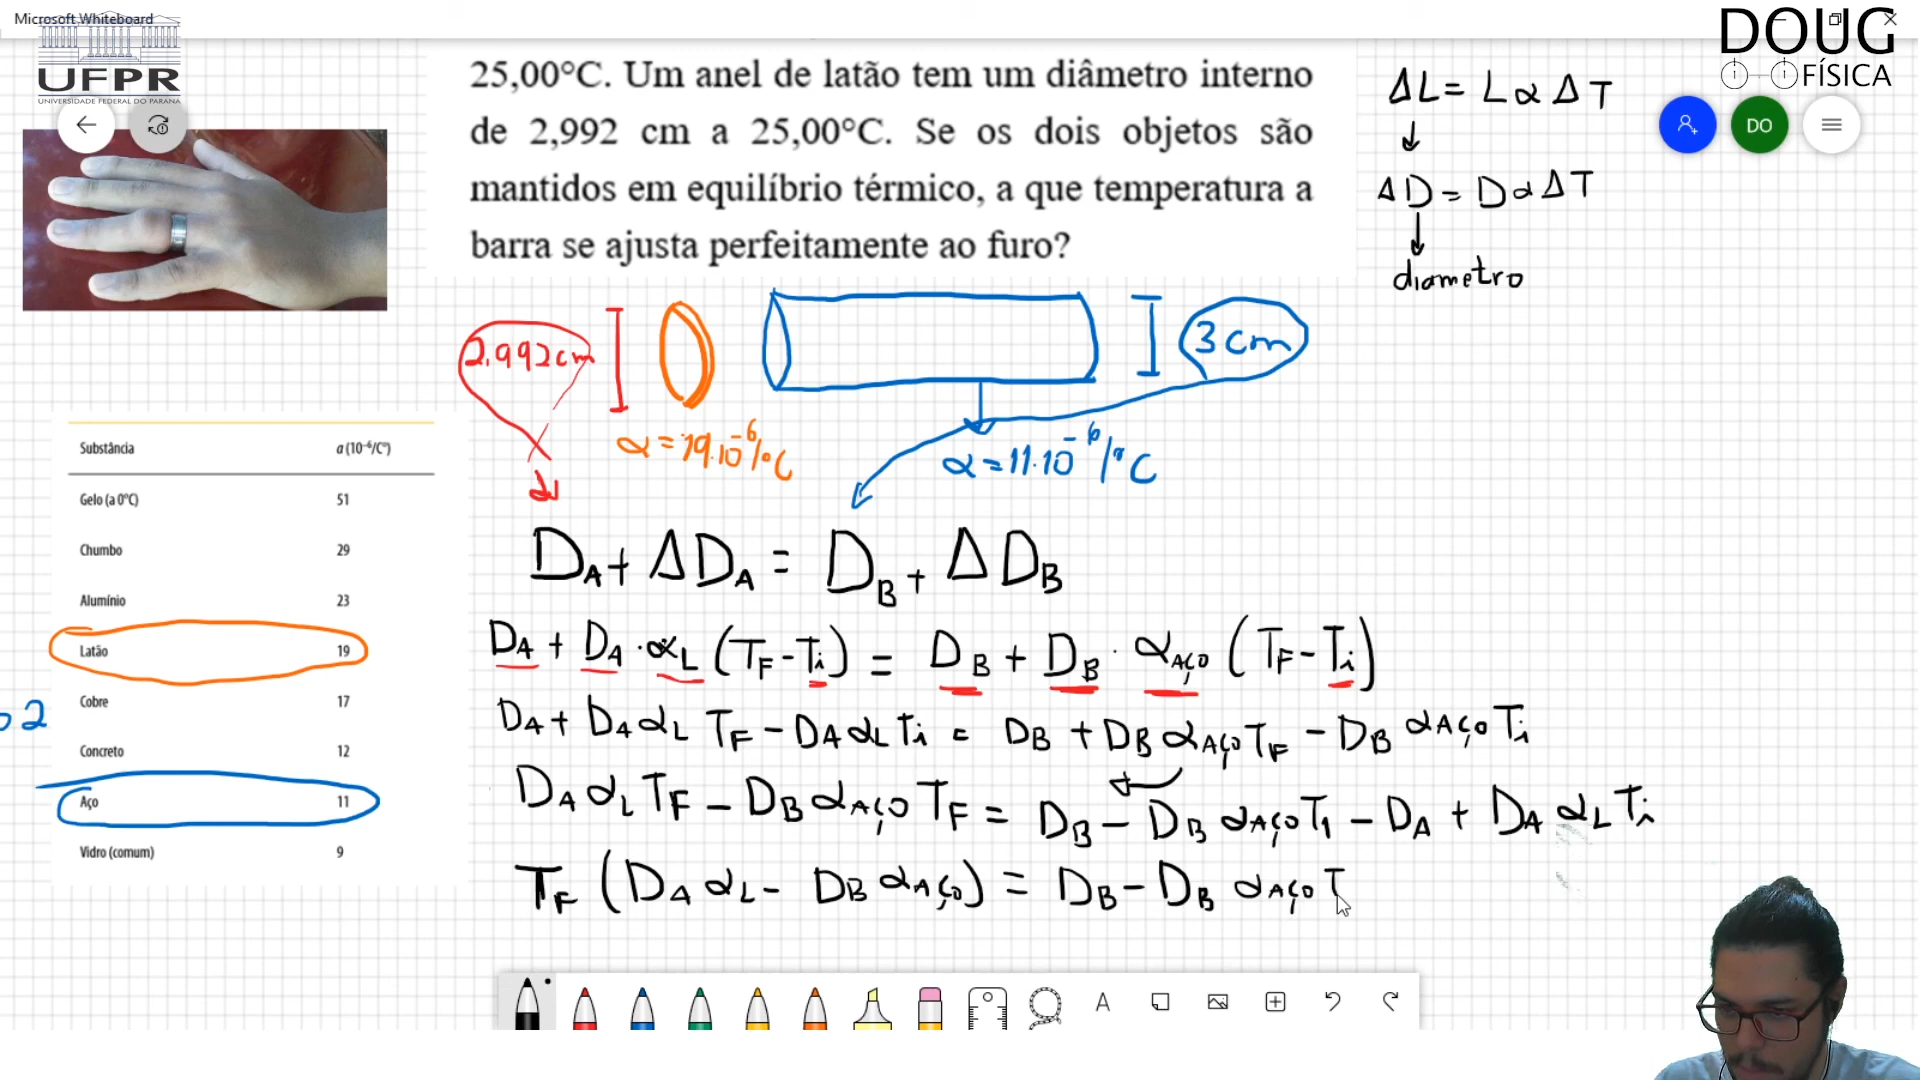 Microsoft Whiteboard
UFPR
UNIVERSIDADE FEDERAL DO PARANÁ
DOUG
FÍSICA
DO
25,00°C. Um anel de latão tem um diâmetro interno
de 2,992 cm a 25,00°C. Se os dois objetos são
mantidos em equilíbrio térmico, a que temperatura a
barra se ajusta perfeitamente ao furo?
ΔL = L α Δ T
ΔD = D α Δ T
diametro
2,992cm
3 cm
α = 19.10⁻⁶/°C
α = 11.10⁻⁶/°C
Substância α (10⁻⁶/C°)
Gelo (a 0°C) 51
Chumbo 29
Alumínio 23
Latão 19
Cobre 17
Concreto 12
Aço 11
Vidro (comum) 9
2
D_A + ΔD_A = D_B + ΔD_B
D_A + D_A · α_L (T_F - T_i) = D_B + D_B · α_AÇO (T_F - T_i)
D_A + D_A α_L T_F - D_A α_L T_i = D_B + D_B α_AÇO T_F - D_B α_AÇO T_i
D_A α_L T_F - D_B α_AÇO T_F = D_B - D_B α_AÇO T_i - D_A + D_A α_L T_i
T_F (D_A α_L - D_B α_AÇO) = D_B - D_B α_AÇO T
A